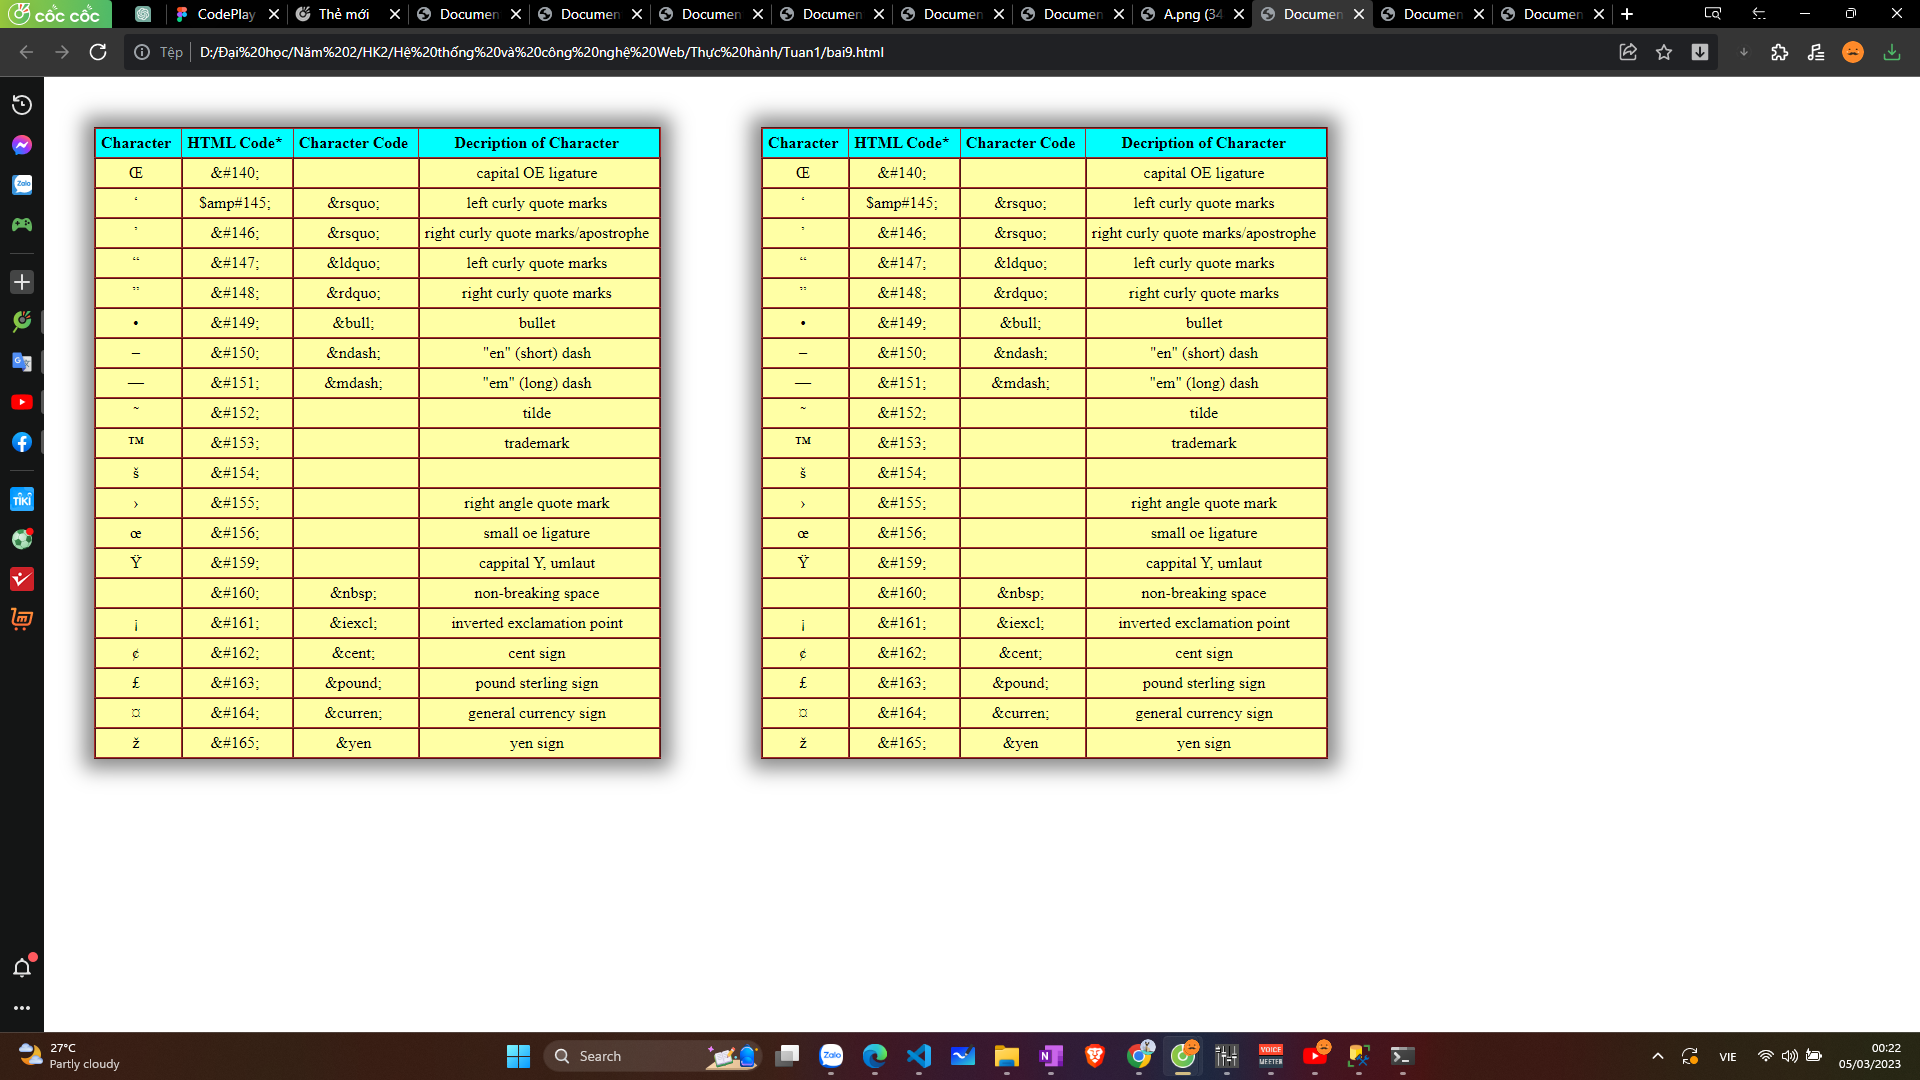 cốc cốc CodePlay Thẻ mới Documen Documen Documen Documen Documen Documen A.png (34 Documen Documen Documen
Tệp D:/Đại%20học/Năm%202/HK2/Hệ%20thống%20và%20công%20nghệ%20Web/Thực%20hành/Tuan1/bai9.html
Character HTML Code* Character Code Decription of Character Character HTML Code* Character Code Decription of Character
Œ &#140; capital OE ligature Œ &#140; capital OE ligature
‘ $amp#145; &rsquo; left curly quote marks ‘ $amp#145; &rsquo; left curly quote marks
’ &#146; &rsquo; right curly quote marks/apostrophe ’ &#146; &rsquo; right curly quote marks/apostrophe
“ &#147; &ldquo; left curly quote marks “ &#147; &ldquo; left curly quote marks
” &#148; &rdquo; right curly quote marks ” &#148; &rdquo; right curly quote marks
• &#149; &bull; bullet • &#149; &bull; bullet
– &#150; &ndash; "en" (short) dash – &#150; &ndash; "en" (short) dash
— &#151; &mdash; "em" (long) dash — &#151; &mdash; "em" (long) dash
˜ &#152; tilde ˜ &#152; tilde
™ &#153; trademark ™ &#153; trademark
š &#154; š &#154;
› &#155; right angle quote mark › &#155; right angle quote mark
œ &#156; small oe ligature œ &#156; small oe ligature
Ÿ &#159; cappital Y, umlaut Ÿ &#159; cappital Y, umlaut
&#160; &nbsp; non-breaking space &#160; &nbsp; non-breaking space
¡ &#161; &iexcl; inverted exclamation point ¡ &#161; &iexcl; inverted exclamation point
¢ &#162; &cent; cent sign ¢ &#162; &cent; cent sign
£ &#163; &pound; pound sterling sign £ &#163; &pound; pound sterling sign
¤ &#164; &curren; general currency sign ¤ &#164; &curren; general currency sign
ž &#165; &yen yen sign ž &#165; &yen yen sign
Zalo
TIKI
27°C
Partly cloudy
Search
Zalo
VOICE
MEETER
VIE
00:22
05/03/2023